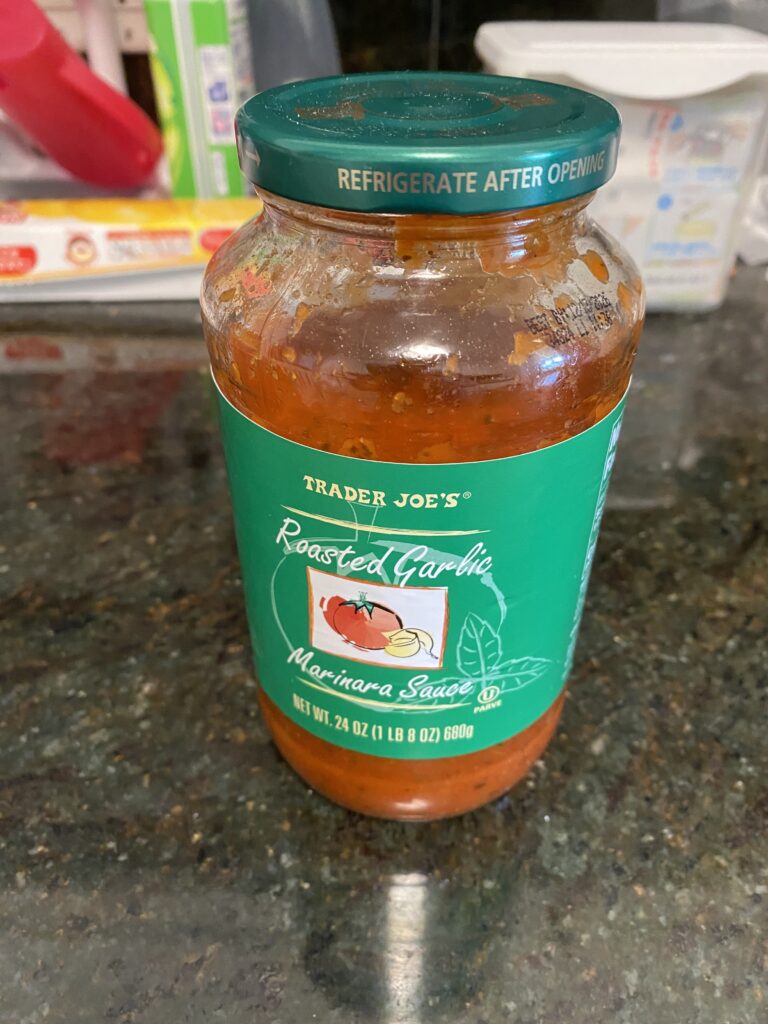 REFRIGERATE AFTER OPENING
TRADER JOE'S®
Roasted Garlic
Marinara Sauce
U
PARVE
NET WT. 24 OZ (1 LB 8 OZ) 680g